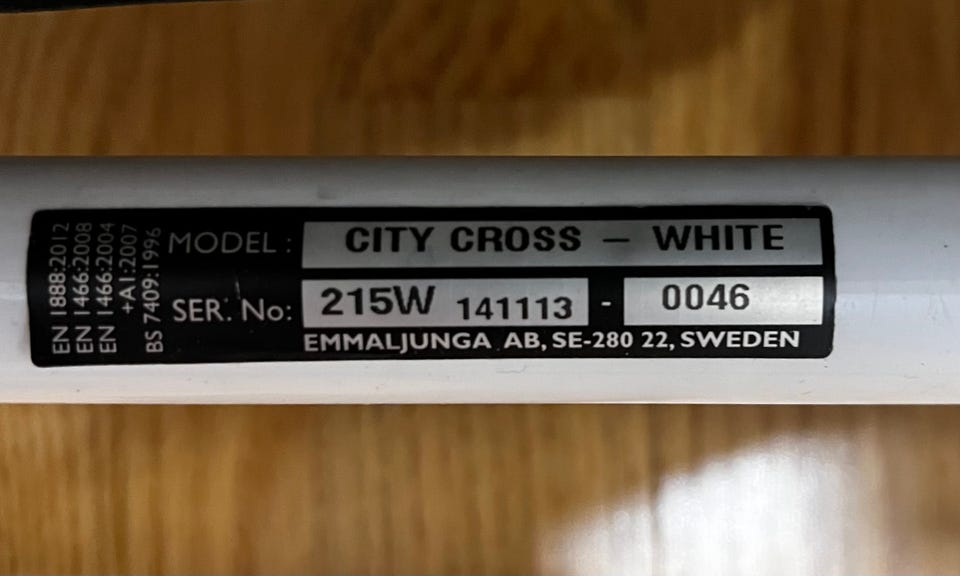 EN 1888:2012
EN 1466:2008
EN 1466:2004
+A1:2007
BS 7409:1996
MODEL : CITY CROSS – WHITE
SER. No: 215W 141113 - 0046
EMMALJUNGA AB, SE-280 22, SWEDEN